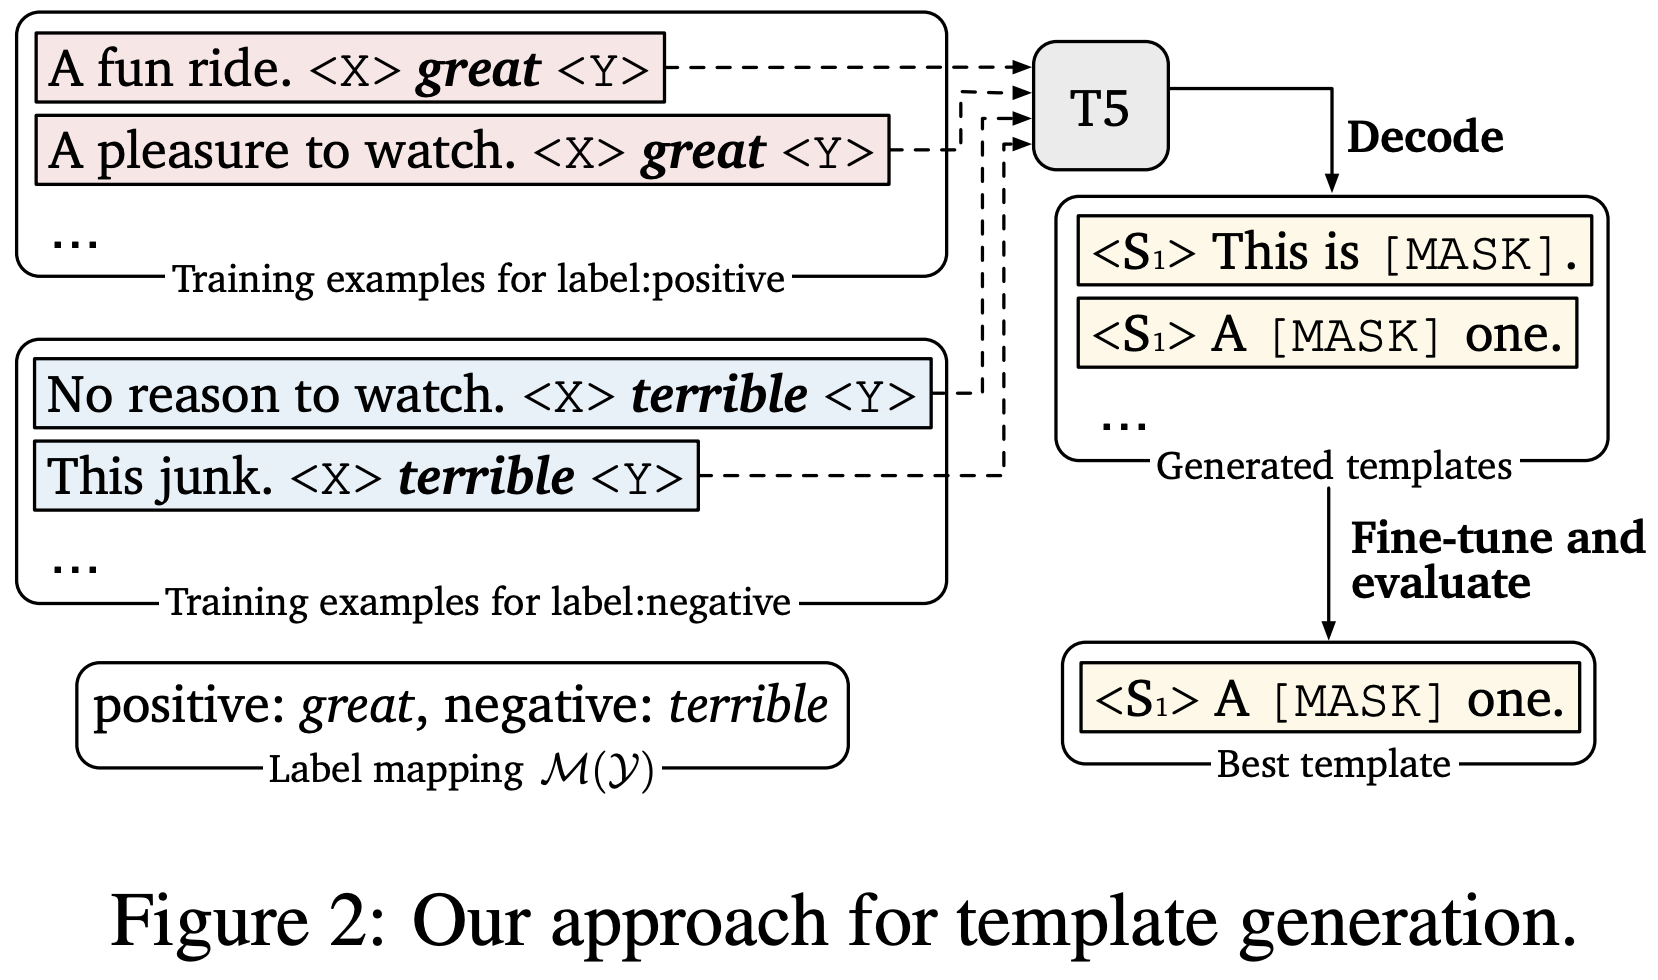 A fun ride. <X> great <Y>
A pleasure to watch. <X> great <Y>
...
Training examples for label:positive
No reason to watch. <X> terrible <Y>
This junk. <X> terrible <Y>
...
Training examples for label:negative
positive: great, negative: terrible
Label mapping ℳ(𝒴)
T5
Decode
<S₁> This is [MASK].
<S₁> A [MASK] one.
...
Generated templates
Fine-tune and
evaluate
<S₁> A [MASK] one.
Best template
Figure 2: Our approach for template generation.